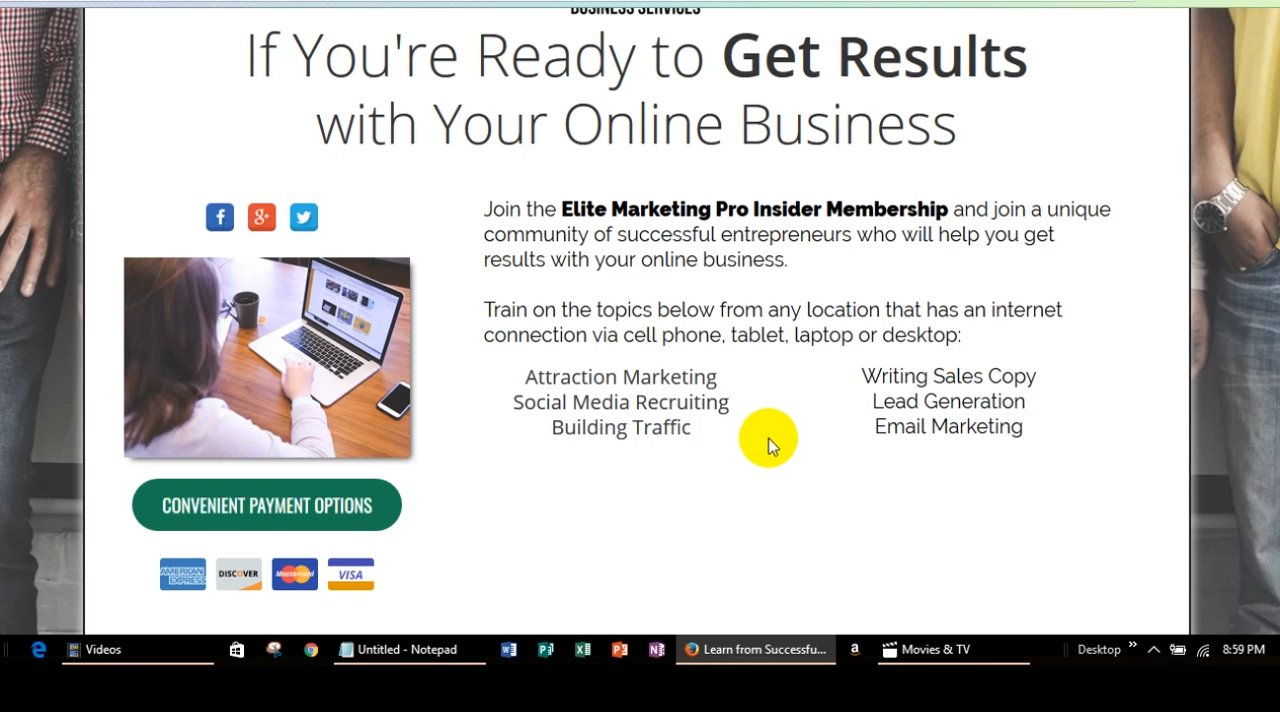 BUSINESS SERVICES
If You're Ready to Get Results
with Your Online Business
Join the Elite Marketing Pro Insider Membership and join a unique
community of successful entrepreneurs who will help you get
results with your online business.
Train on the topics below from any location that has an internet
connection via cell phone, tablet, laptop or desktop:
Attraction Marketing
Social Media Recruiting
Building Traffic
Writing Sales Copy
Lead Generation
Email Marketing
CONVENIENT PAYMENT OPTIONS
AMERICAN EXPRESS
DISCOVER
MasterCard
VISA
Videos
Untitled - Notepad
Learn from Successfu...
Movies & TV
Desktop
8:59 PM